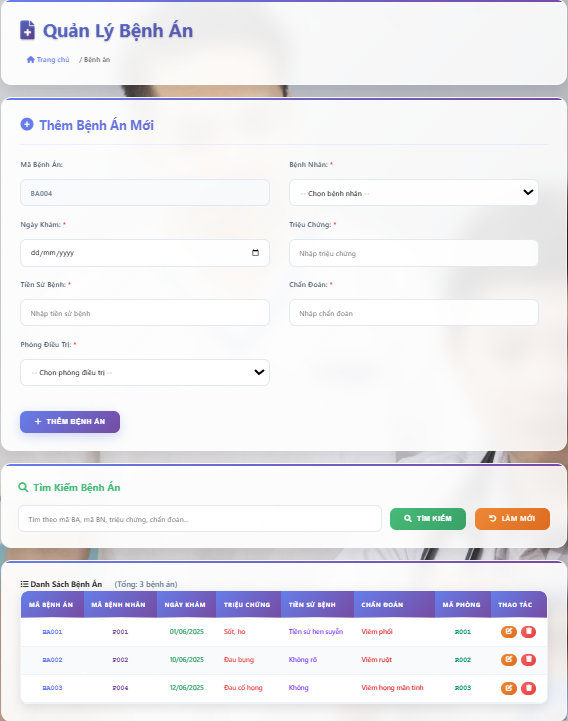 Quản Lý Bệnh Án
Trang chủ / Bệnh án
Thêm Bệnh Án Mới
Mã Bệnh Án: Bệnh Nhân: *
BA004 -- Chọn bệnh nhân --
Ngày Khám: * Triệu Chứng: *
dd/mm/yyyy Nhập triệu chứng
Tiền Sử Bệnh: * Chẩn Đoán: *
Nhập tiền sử bệnh Nhập chẩn đoán
Phòng Điều Trị: *
-- Chọn phòng điều trị --
THÊM BỆNH ÁN
Tìm Kiếm Bệnh Án
Tìm theo mã BA, mã BN, triệu chứng, chẩn đoán... TÌM KIẾM LÀM MỚI
Danh Sách Bệnh Án (Tổng: 3 bệnh án)
MÃ BỆNH ÁN MÃ BỆNH NHÂN NGÀY KHÁM TRIỆU CHỨNG TIỀN SỬ BỆNH CHẨN ĐOÁN MÃ PHÒNG THAO TÁC
BA001 P001 01/06/2025 Sốt, ho Tiền sử hen suyễn Viêm phổi R001
BA002 P002 10/06/2025 Đau bụng Không rõ Viêm ruột R002
BA003 P004 12/06/2025 Đau cổ họng Không Viêm họng mãn tính R003